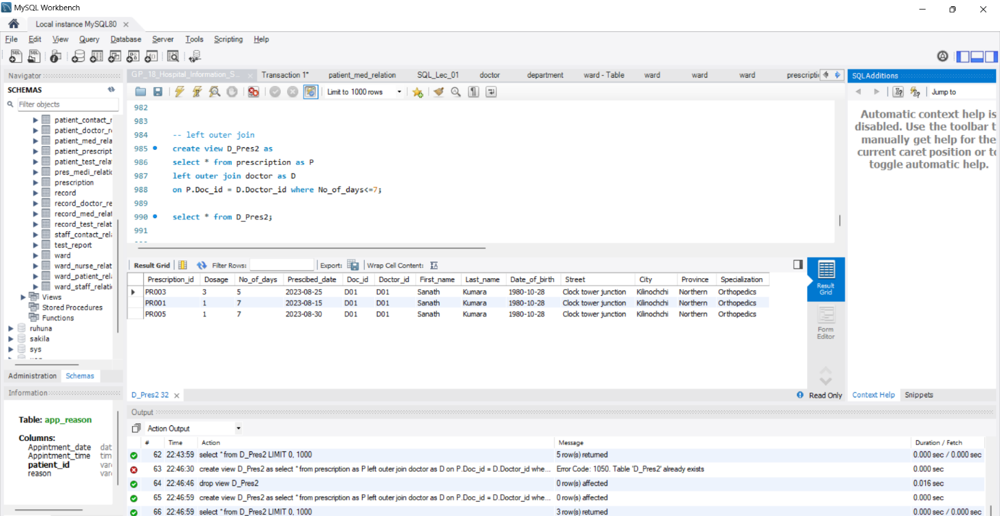 MySQL Workbench
Local instance MySQL80
File Edit View Query Database Server Tools Scripting Help
Navigator
SCHEMAS
Filter objects
patient_contact_r
patient_doctor_r
patient_med_rela
patient_prescript
patient_test_rela
pres_medi_relatic
prescription
record
record_doctor_re
record_med_relat
record_test_relat
staff_contact_rel
test_report
ward
ward_nurse_relat
ward_patient_rel
ward_staff_relati
Views
Stored Procedures
Functions
ruhuna
sakila
sys
Administration Schemas
Information
Table: app_reason
Columns:
Appintment_date dat
Appintment_time tim
patient_id var
reason var
GP_18_Hospital_Information_S... Transaction 1* patient_med_relation SQL_Lec_01 doctor department ward - Table ward ward ward prescripti
Limit to 1000 rows
982
983
984 -- left outer join
985 create view D_Pres2 as
986 select * from prescription as P
987 left outer join doctor as D
988 on P.Doc_id = D.Doctor_id where No_of_days<=7;
989
990 select * from D_Pres2;
991
Result Grid Filter Rows: Export: Wrap Cell Content:
Prescription_id Dosage No_of_days Prescibed_date Doc_id Doctor_id First_name Last_name Date_of_birth Street City Province Specialization
PR003 3 5 2023-08-25 D01 D01 Sanath Kumara 1980-10-28 Clock tower junction Kilinochchi Northern Orthopedics
PR001 1 7 2023-08-15 D01 D01 Sanath Kumara 1980-10-28 Clock tower junction Kilinochchi Northern Orthopedics
PR005 1 7 2023-08-30 D01 D01 Sanath Kumara 1980-10-28 Clock tower junction Kilinochchi Northern Orthopedics
Result
Grid
Form
Editor
D_Pres2 32
Read Only
SQLAdditions
Jump to
Automatic context help is
disabled. Use the toolbar t
manually get help for the
current caret position or to
toggle automatic help.
Context Help Snippets
Output
Action Output
# Time Action Message Duration / Fetch
62 22:43:59 select * from D_Pres2 LIMIT 0, 1000 5 row(s) returned 0.000 sec / 0.000 sec
63 22:46:30 create view D_Pres2 as select * from prescription as P left outer join doctor as D on P.Doc_id = D.Doctor_id whe... Error Code: 1050. Table 'D_Pres2' already exists 0.000 sec
64 22:46:46 drop view D_Pres2 0 row(s) affected 0.016 sec
65 22:46:59 create view D_Pres2 as select * from prescription as P left outer join doctor as D on P.Doc_id = D.Doctor_id whe... 0 row(s) affected 0.000 sec
66 22:46:59 select * from D_Pres2 LIMIT 0, 1000 3 row(s) returned 0.000 sec / 0.000 sec